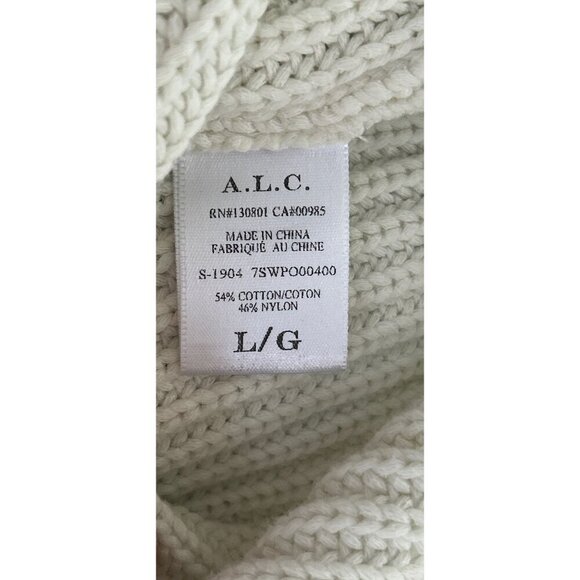 A.L.C.
RN#130801 CA#00985
MADE IN CHINA
FABRIQUÉ AU CHINE
S-1904 7SWPO00400
54% COTTON/COTON
46% NYLON
L/G